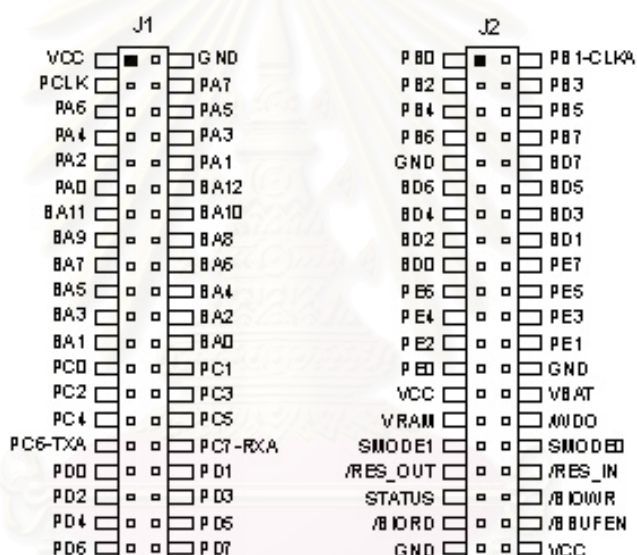 J1 J2
VCC GND PB0 PB1-CLKA
PCLK PA7 PB2 PB3
PA6 PA5 PB4 PB5
PA4 PA3 PB6 PB7
PA2 PA1 GND BD7
PA0 BA12 BD6 BD5
BA11 BA10 BD4 BD3
BA9 BA8 BD2 BD1
BA7 BA6 BD0 PE7
BA5 BA4 PE6 PE5
BA3 BA2 PE4 PE3
BA1 BA0 PE2 PE1
PC0 PC1 PE0 GND
PC2 PC3 VCC VBAT
PC4 PC5 VRAM /WDO
PC6-TXA PC7-RXA SMODE1 SMODE0
PD0 PD1 /RES_OUT /RES_IN
PD2 PD3 STATUS /BIOWR
PD4 PD5 /BIORD /BBUFEN
PD6 PD7 GND VCC